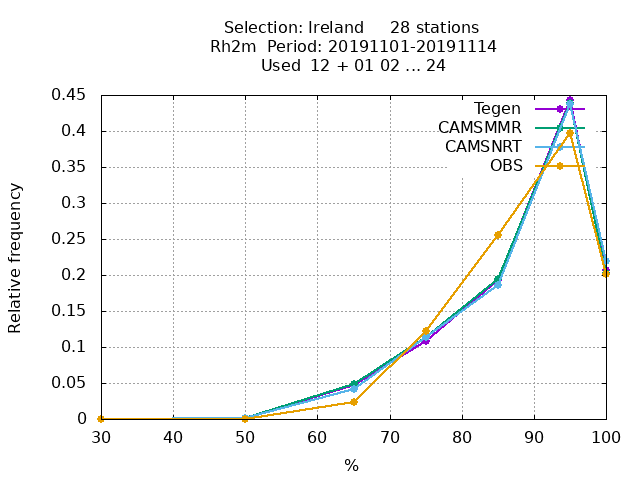 Selection: Ireland     28 stations
Rh2m  Period: 20191101-20191114
Used  12 + 01 02 ... 24
0.45
0.4
0.35
0.3
0.25
0.2
0.15
0.1
0.05
0
Relative frequency
Tegen
CAMSMMR
CAMSNRT
OBS
30 40 50 60 70 80 90 100
%